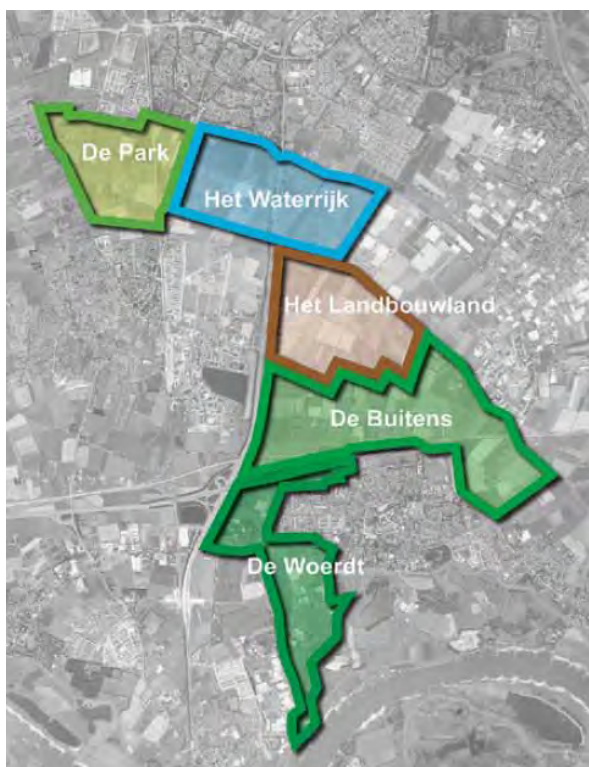 De Park
Het Waterrijk
Het Landbouwland
De Buitens
De Woerdt